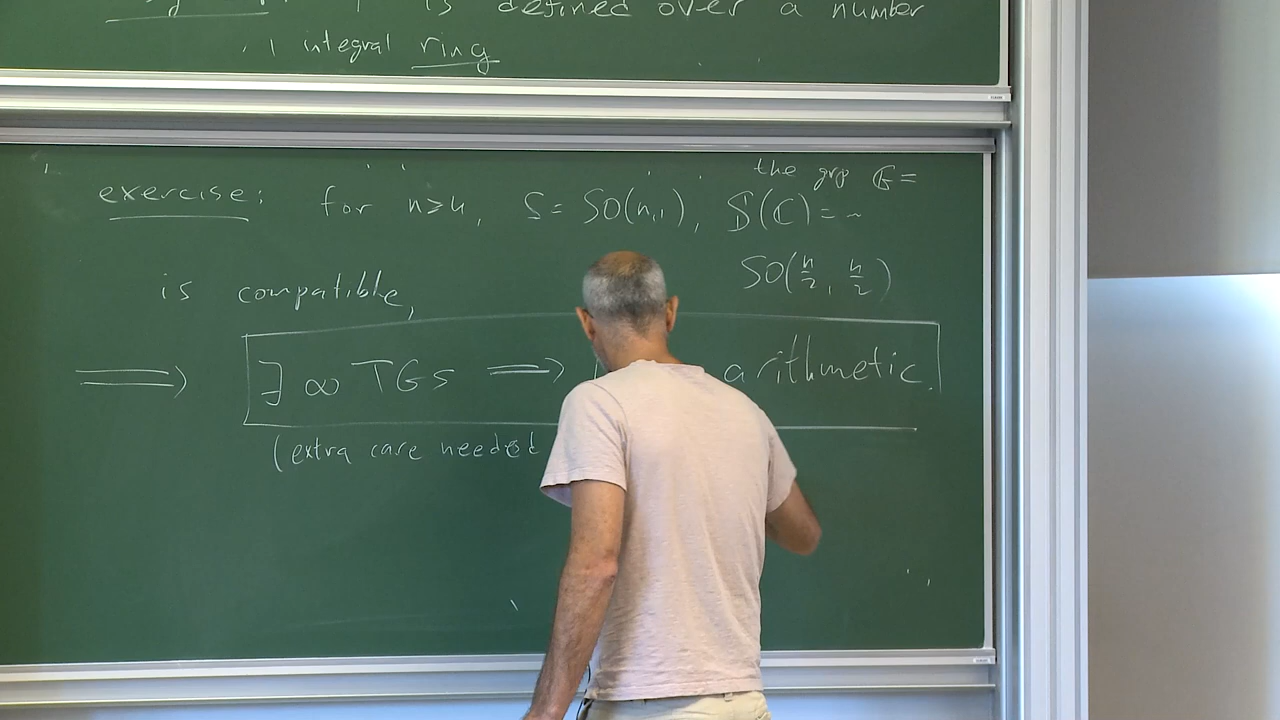 is defined over a number
integral ring
the grp G =
exercise: for n≥4, S = SO(n,1), S(C) = ~
SO(n/2, n/2)
is compatible,
⟹ ∃ ∞ TGs ⟹ arithmetic.
(extra care needed